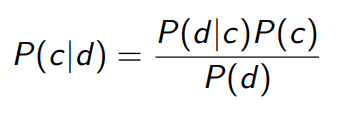 P(c|d) = P(d|c)P(c) / P(d)